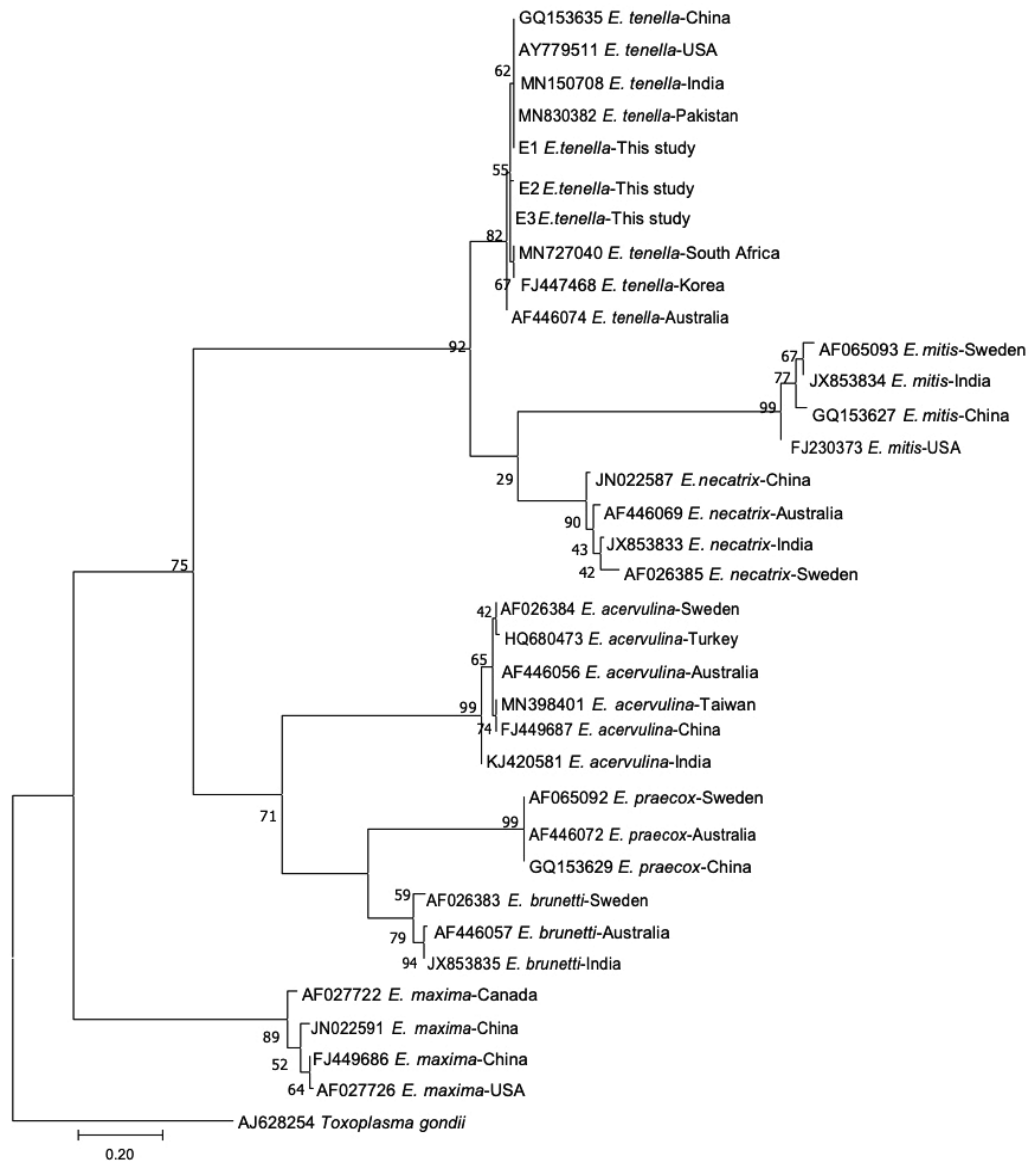 GQ153635 E. tenella-China
AY779511 E. tenella-USA
62
MN150708 E. tenella-India
MN830382 E. tenella-Pakistan
E1 E.tenella-This study
55
E2 E.tenella-This study
E3 E.tenella-This study
82
MN727040 E. tenella-South Africa
67 FJ447468 E. tenella-Korea
AF446074 E. tenella-Australia
92
AF065093 E. mitis-Sweden
67
77 JX853834 E. mitis-India
99 GQ153627 E. mitis-China
FJ230373 E. mitis-USA
29 JN022587 E. necatrix-China
AF446069 E. necatrix-Australia
90
43 JX853833 E. necatrix-India
42 AF026385 E. necatrix-Sweden
75
42 AF026384 E. acervulina-Sweden
HQ680473 E. acervulina-Turkey
65
AF446056 E. acervulina-Australia
99 MN398401 E. acervulina-Taiwan
74 FJ449687 E. acervulina-China
KJ420581 E. acervulina-India
71
AF065092 E. praecox-Sweden
99
AF446072 E. praecox-Australia
GQ153629 E. praecox-China
59 AF026383 E. brunetti-Sweden
79 AF446057 E. brunetti-Australia
94 JX853835 E. brunetti-India
AF027722 E. maxima-Canada
89 JN022591 E. maxima-China
52 FJ449686 E. maxima-China
64 AF027726 E. maxima-USA
AJ628254 Toxoplasma gondii
0.20